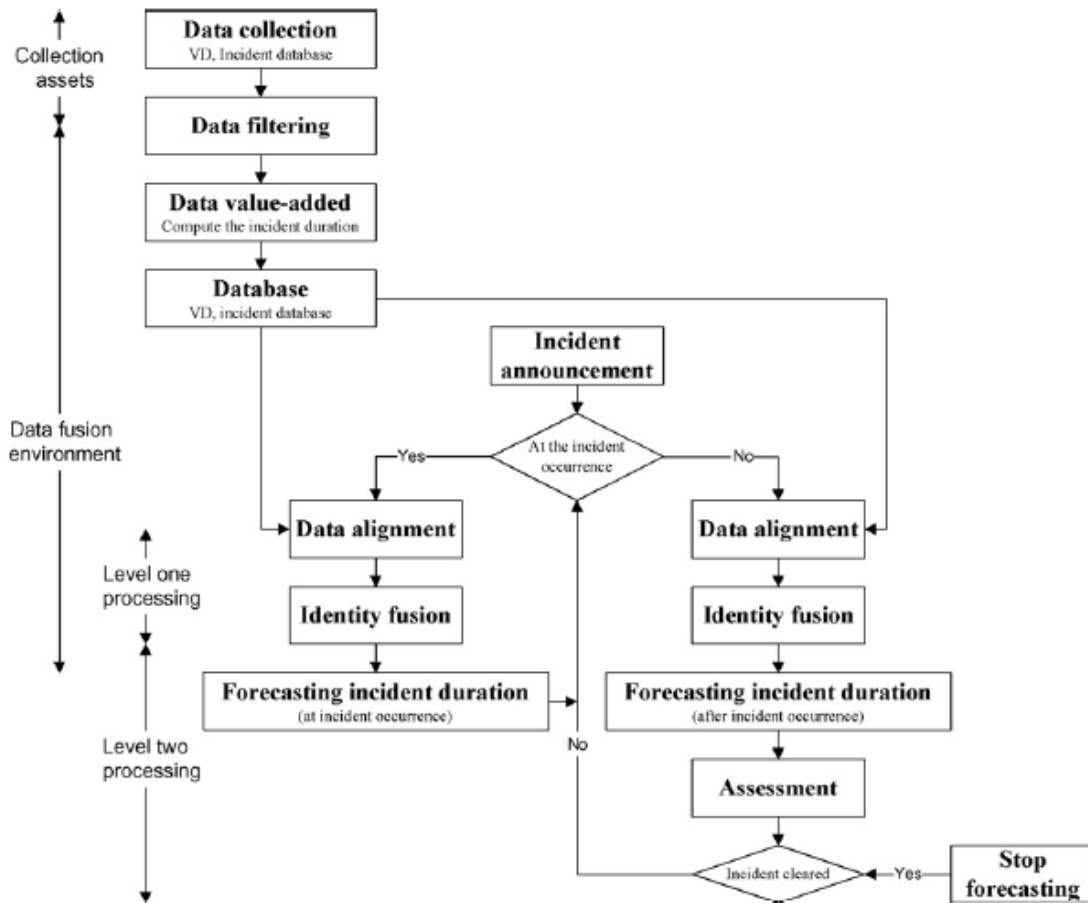 Collection
assets
Data collection
VD, Incident database
Data filtering
Data value-added
Compute the incident duration
Database
VD, incident database
Incident
announcement
Data fusion
environment
At the incident
occurrence
Yes
No
Data alignment
Data alignment
Level one
processing
Identity fusion
Identity fusion
Forecasting incident duration
(at incident occurrence)
Forecasting incident duration
(after incident occurrence)
No
Level two
processing
Assessment
Incident cleared
Yes
Stop
forecasting